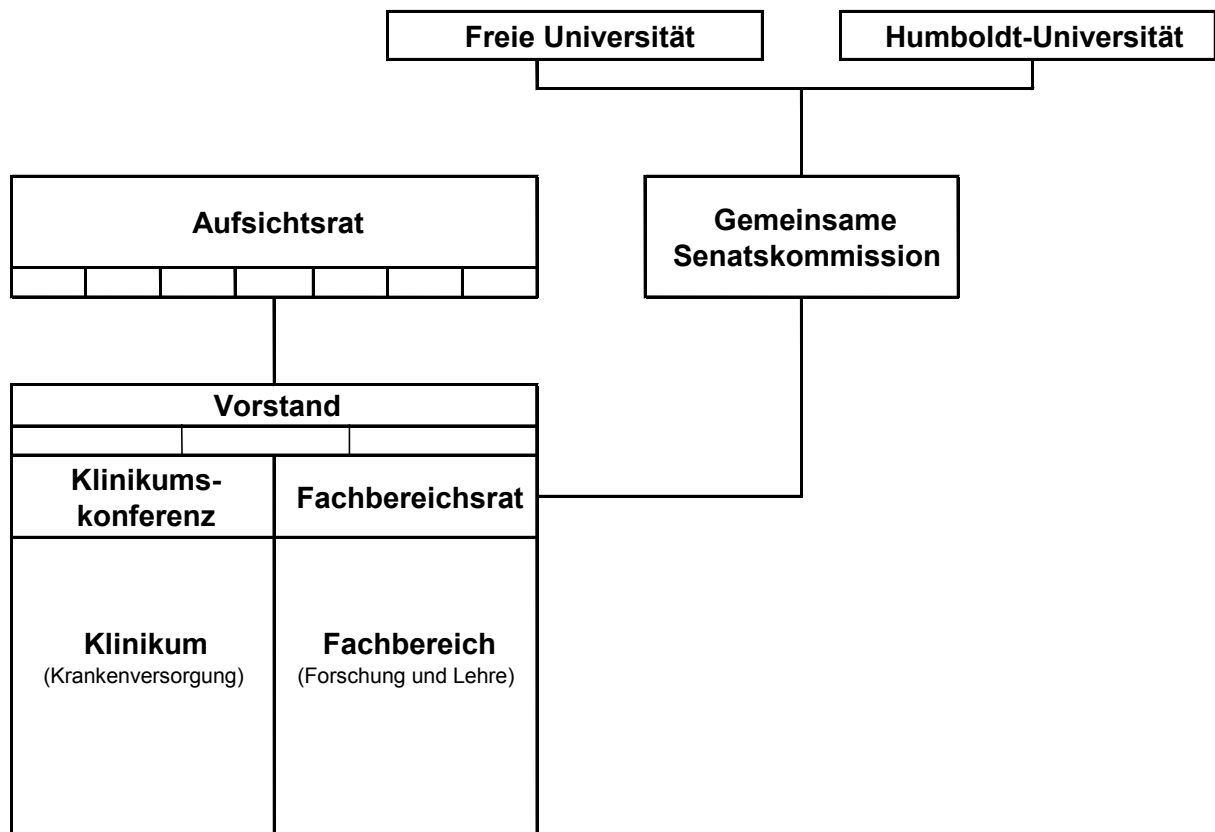 Freie Universität
Humboldt-Universität
Aufsichtsrat
Gemeinsame
Senatskommission
Vorstand
Klinikums-
konferenz
Fachbereichsrat
Klinikum
(Krankenversorgung)
Fachbereich
(Forschung und Lehre)